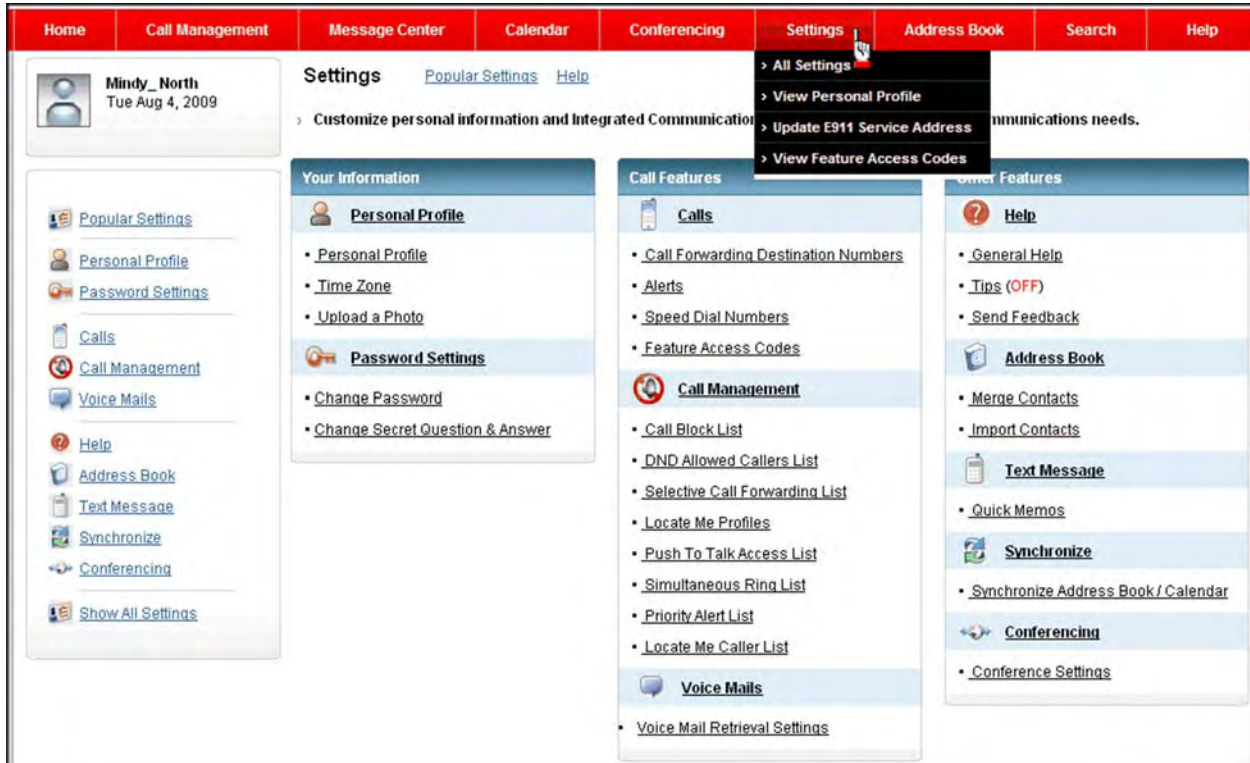 Home Call Management Message Center Calendar Conferencing Settings Address Book Search Help
Mindy_North
Tue Aug 4, 2009
Settings Popular Settings Help
› Customize personal information and Integrated Communication
communications needs.
› All Settings
› View Personal Profile
› Update E911 Service Address
› View Feature Access Codes
Popular Settings
Personal Profile
Password Settings
Calls
Call Management
Voice Mails
Help
Address Book
Text Message
Synchronize
Conferencing
Show All Settings
Your Information
Personal Profile
• Personal Profile
• Time Zone
• Upload a Photo
Password Settings
• Change Password
• Change Secret Question & Answer
Call Features
Calls
• Call Forwarding Destination Numbers
• Alerts
• Speed Dial Numbers
• Feature Access Codes
Call Management
• Call Block List
• DND Allowed Callers List
• Selective Call Forwarding List
• Locate Me Profiles
• Push To Talk Access List
• Simultaneous Ring List
• Priority Alert List
• Locate Me Caller List
Voice Mails
• Voice Mail Retrieval Settings
Other Features
Help
• General Help
• Tips (OFF)
• Send Feedback
Address Book
• Merge Contacts
• Import Contacts
Text Message
• Quick Memos
Synchronize
• Synchronize Address Book / Calendar
Conferencing
• Conference Settings